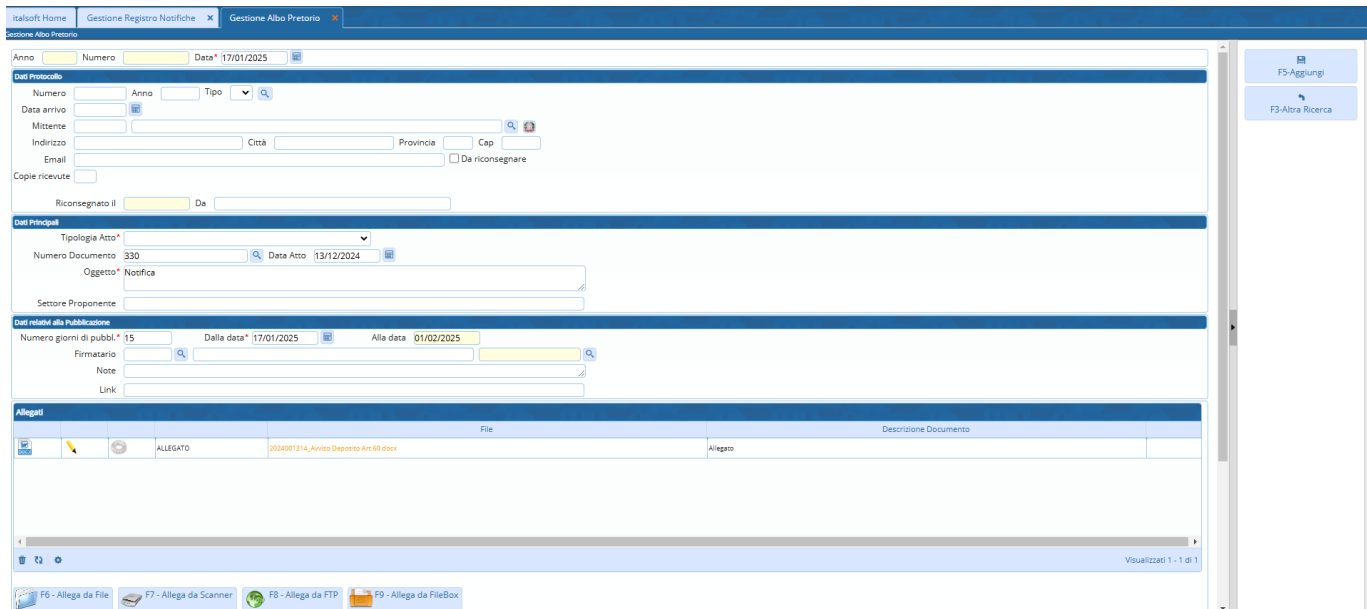 italsoft Home Gestione Registro Notifiche × Gestione Albo Pretorio ×
Gestione Albo Pretorio
Anno Numero Data* 17/01/2025
F5-Aggiungi
Dati Protocollo
Numero Anno Tipo
F3-Altra Ricerca
Data arrivo
Mittente
Indirizzo Città Provincia Cap
Email Da riconsegnare
Copie ricevute
Riconsegnato il Da
Dati Principali
Tipologia Atto*
Numero Documento 330 Data Atto 13/12/2024
Oggetto* Notifica
Settore Proponente
Dati relativi alla Pubblicazione
Numero giorni di pubbl.* 15 Dalla data* 17/01/2025 Alla data 01/02/2025
Firmatario
Note
Link
Allegati
File Descrizione Documento
ALLEGATO 2024001314_Avviso Deposito Art 60.docx Allegato
Visualizzati 1 - 1 di 1
F6 - Allega da File F7 - Allega da Scanner F8 - Allega da FTP F9 - Allega da FileBox